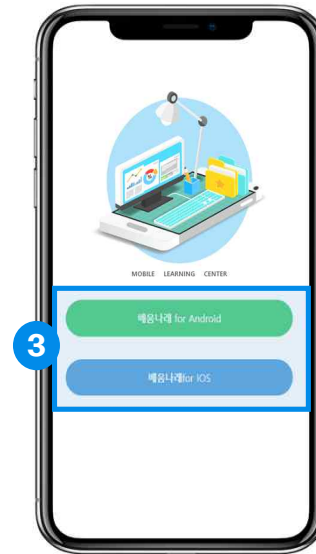 MOBILE LEARNING CENTER
배움나래 for Android
3
배움나래for IOS